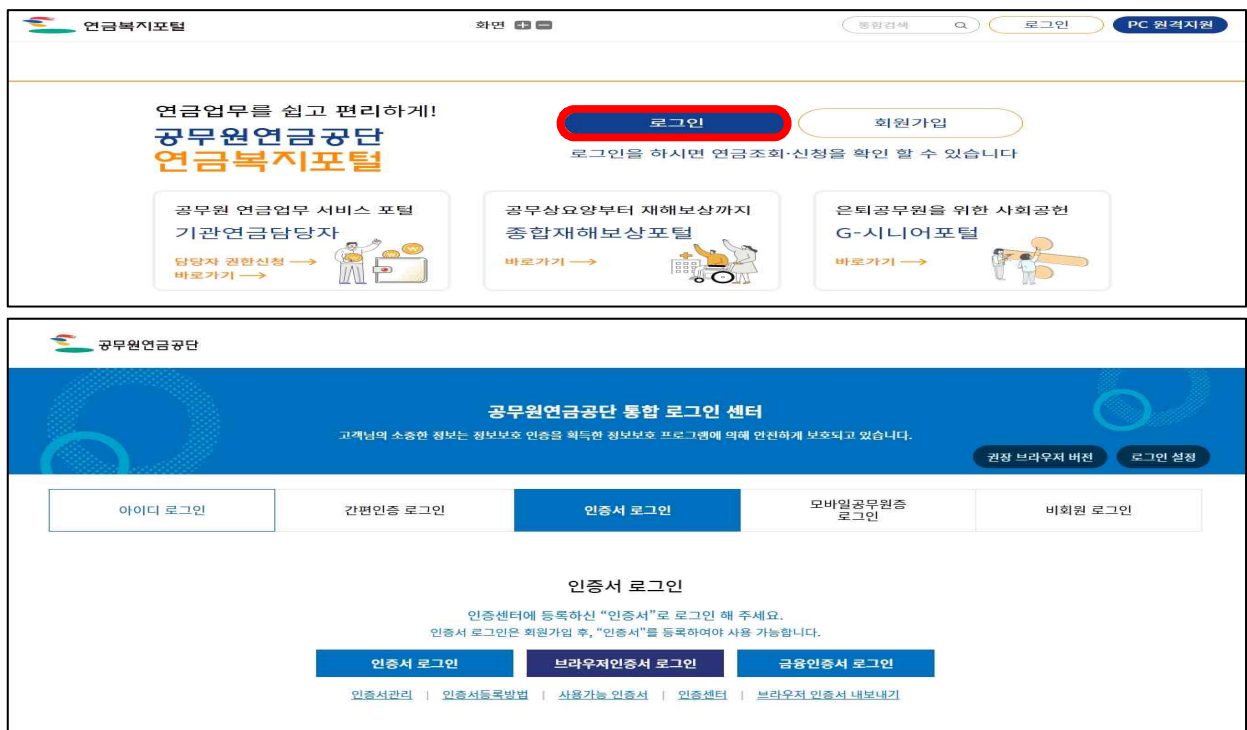 연금복지포털
화면
통합검색
로그인
PC 원격지원
연금업무를 쉽고 편리하게!
공무원연금공단
연금복지포털
로그인
회원가입
로그인을 하시면 연금조회·신청을 확인 할 수 있습니다
공무원 연금업무 서비스 포털
기관연금담당자
담당자 권한신청
바로가기
공무상요양부터 재해보상까지
종합재해보상포털
바로가기
은퇴공무원을 위한 사회공헌
G-시니어포털
바로가기
공무원연금공단
공무원연금공단 통합 로그인 센터
고객님의 소중한 정보는 정보보호 인증을 획득한 정보보호 프로그램에 의해 안전하게 보호되고 있습니다.
권장 브라우저 버전
로그인 설정
아이디 로그인
간편인증 로그인
인증서 로그인
모바일공무원증
로그인
비회원 로그인
인증서 로그인
인증센터에 등록하신 “인증서”로 로그인 해 주세요.
인증서 로그인은 회원가입 후, “인증서”를 등록하여야 사용 가능합니다.
인증서 로그인
브라우저인증서 로그인
금융인증서 로그인
인증서관리 | 인증서등록방법 | 사용가능 인증서 | 인증센터 | 브라우저 인증서 내보내기